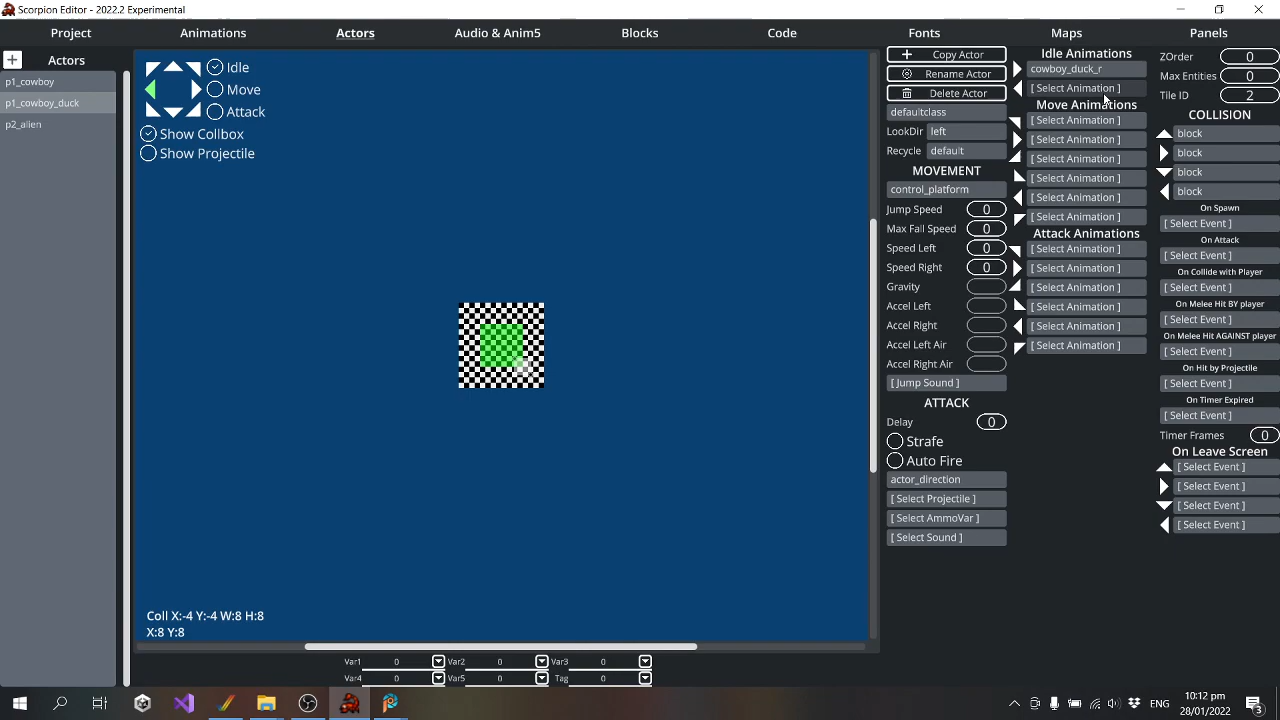 Scorpion Editor - 2022.2 Experimental
Project
Animations
Actors
Audio & Anim5
Blocks
Code
Fonts
Maps
Panels
+ Actors
p1_cowboy
p1_cowboy_duck
p2_alien
Idle
Move
Attack
Show Collbox
Show Projectile
Coll X:-4 Y:-4 W:8 H:8
X:8 Y:8
Var1 0
Var2 0
Var3 0
Var4 0
Var5 0
Tag 0
+ Copy Actor
Rename Actor
Delete Actor
defaultclass
LookDir left
Recycle default
MOVEMENT
control_platform
Jump Speed 0
Max Fall Speed 0
Speed Left 0
Speed Right 0
Gravity
Accel Left
Accel Right
Accel Left Air
Accel Right Air
[ Jump Sound ]
ATTACK
Delay 0
Strafe
Auto Fire
actor_direction
[ Select Projectile ]
[ Select AmmoVar ]
[ Select Sound ]
Idle Animations
cowboy_duck_r
[ Select Animation ]
Move Animations
[ Select Animation ]
[ Select Animation ]
[ Select Animation ]
[ Select Animation ]
[ Select Animation ]
[ Select Animation ]
Attack Animations
[ Select Animation ]
[ Select Animation ]
[ Select Animation ]
[ Select Animation ]
[ Select Animation ]
[ Select Animation ]
ZOrder 0
Max Entities 0
Tile ID 2
COLLISION
block
block
block
block
On Spawn
[ Select Event ]
On Attack
[ Select Event ]
On Collide with Player
[ Select Event ]
On Melee Hit BY player
[ Select Event ]
On Melee Hit AGAINST player
[ Select Event ]
On Hit by Projectile
[ Select Event ]
On Timer Expired
[ Select Event ]
Timer Frames 0
On Leave Screen
[ Select Event ]
[ Select Event ]
[ Select Event ]
[ Select Event ]
ENG
10:12 pm
28/01/2022
3